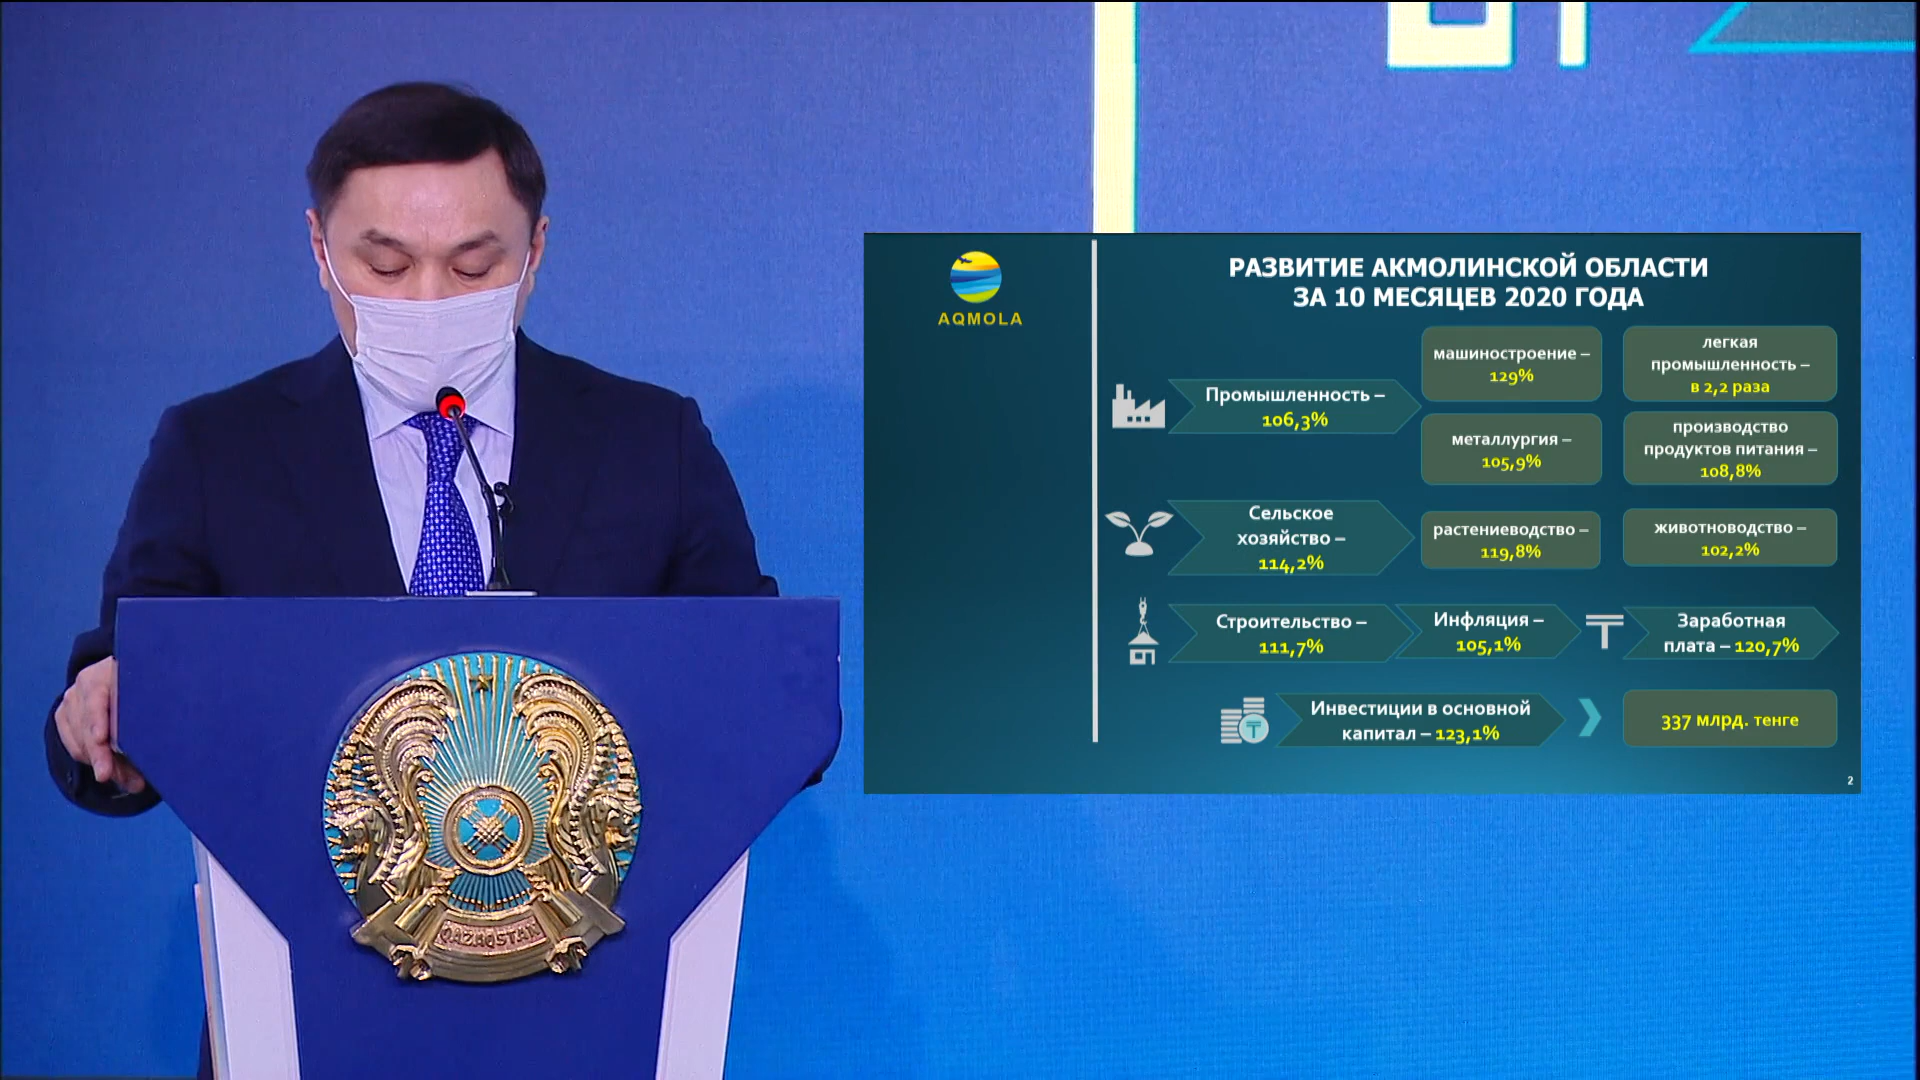 AQMOLA
РАЗВИТИЕ АКМОЛИНСКОЙ ОБЛАСТИ
ЗА 10 МЕСЯЦЕВ 2020 ГОДА
Промышленность –
106,3%
машиностроение –
129%
легкая
промышленность –
в 2,2 раза
металлургия –
105,9%
производство
продуктов питания –
108,8%
Сельское
хозяйство –
114,2%
растениеводство –
119,8%
животноводство –
102,2%
Строительство –
111,7%
Инфляция –
105,1%
Заработная
плата – 120,7%
Инвестиции в основной
капитал – 123,1%
337 млрд. тенге
2
QAZAQSTAN